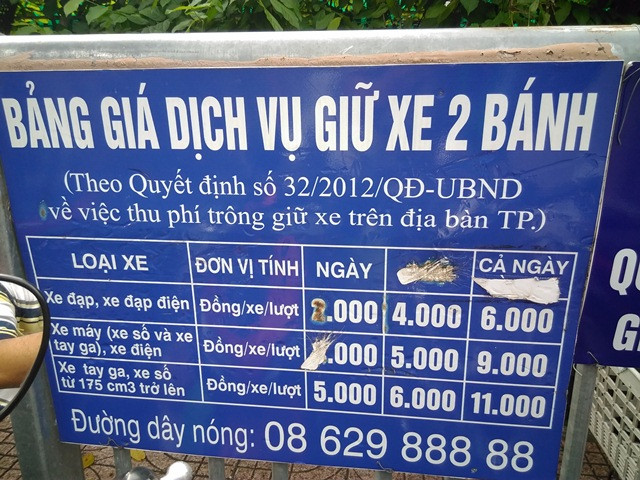 BẢNG GIÁ DỊCH VỤ GIỮ XE 2 BÁNH
(Theo Quyết định số 32/2012/QĐ-UBND
về việc thu phí trông giữ xe trên địa bàn TP.)
LOẠI XE ĐƠN VỊ TÍNH NGÀY CẢ NGÀY
Xe đạp, xe đạp điện Đồng/xe/lượt .000 4.000 6.000
Xe máy (xe số và xe
tay ga), xe điện Đồng/xe/lượt .000 5.000 9.000
Xe tay ga, xe số
từ 175 cm3 trở lên Đồng/xe/lượt 5.000 6.000 11.000
Đường dây nóng: 08 629 888 88